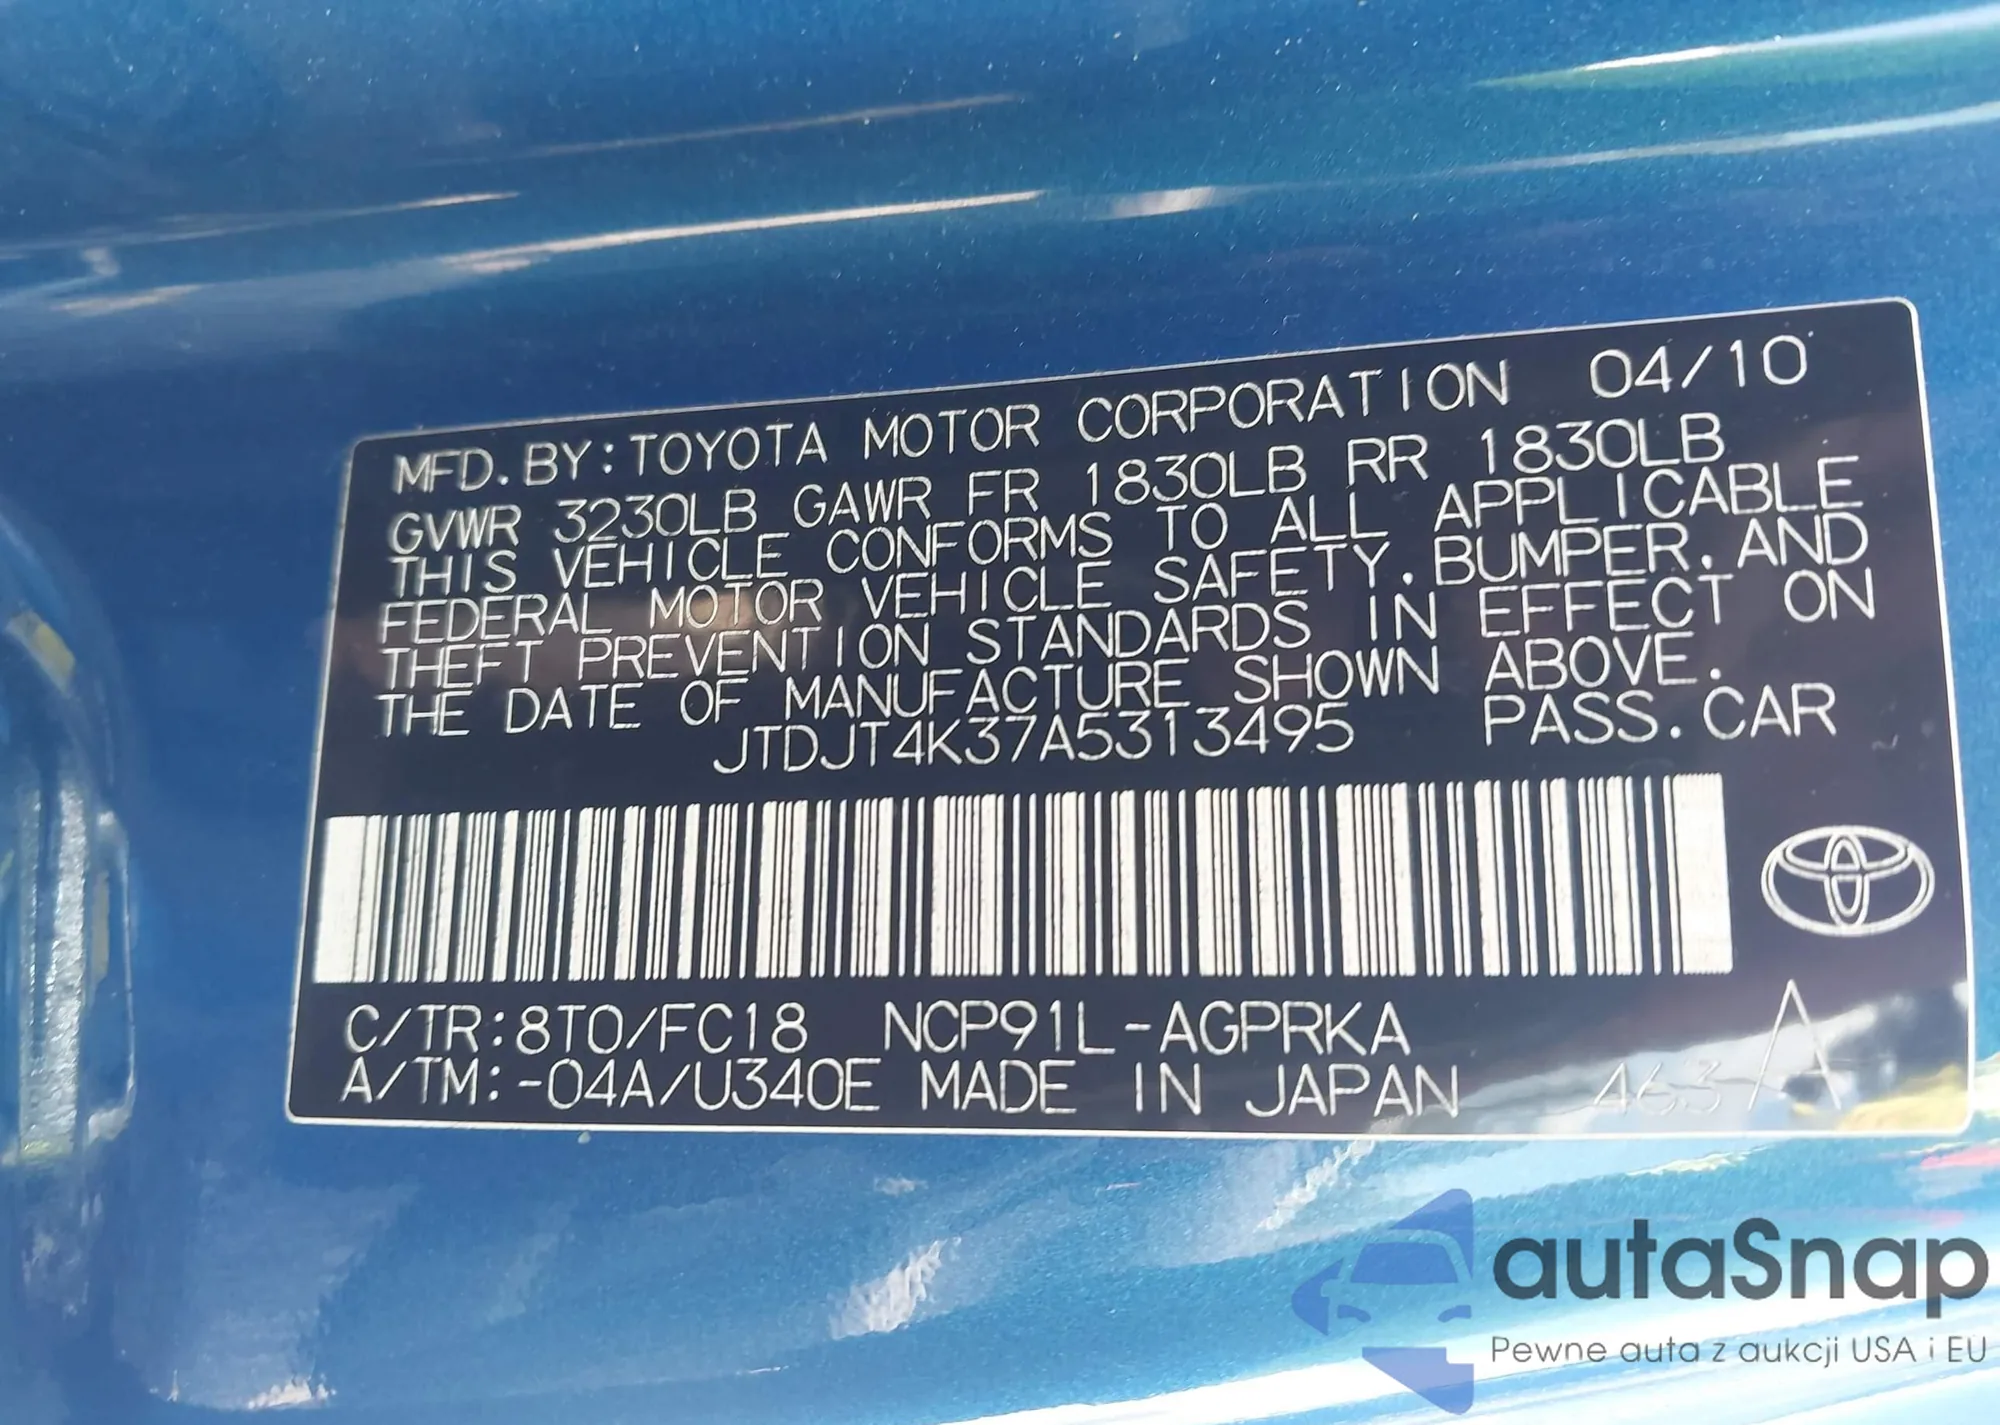 MFD. BY: TOYOTA MOTOR CORPORATION 04/10
GVWR 3230LB GAWR FR 1830LB RR 1830LB
THIS VEHICLE CONFORMS TO ALL APPLICABLE
FEDERAL MOTOR VEHICLE SAFETY. BUMPER. AND
THEFT PREVENTION STANDARDS IN EFFECT ON
THE DATE OF MANUFACTURE SHOWN ABOVE.
JTDJT4K37A5313495 PASS. CAR
C/TR: 8T0/FC18 NCP91L-AGPRKA
A/TM: -04A/U340E MADE IN JAPAN 463 A
autaSnap
Pewne auta z aukcji USA i EU